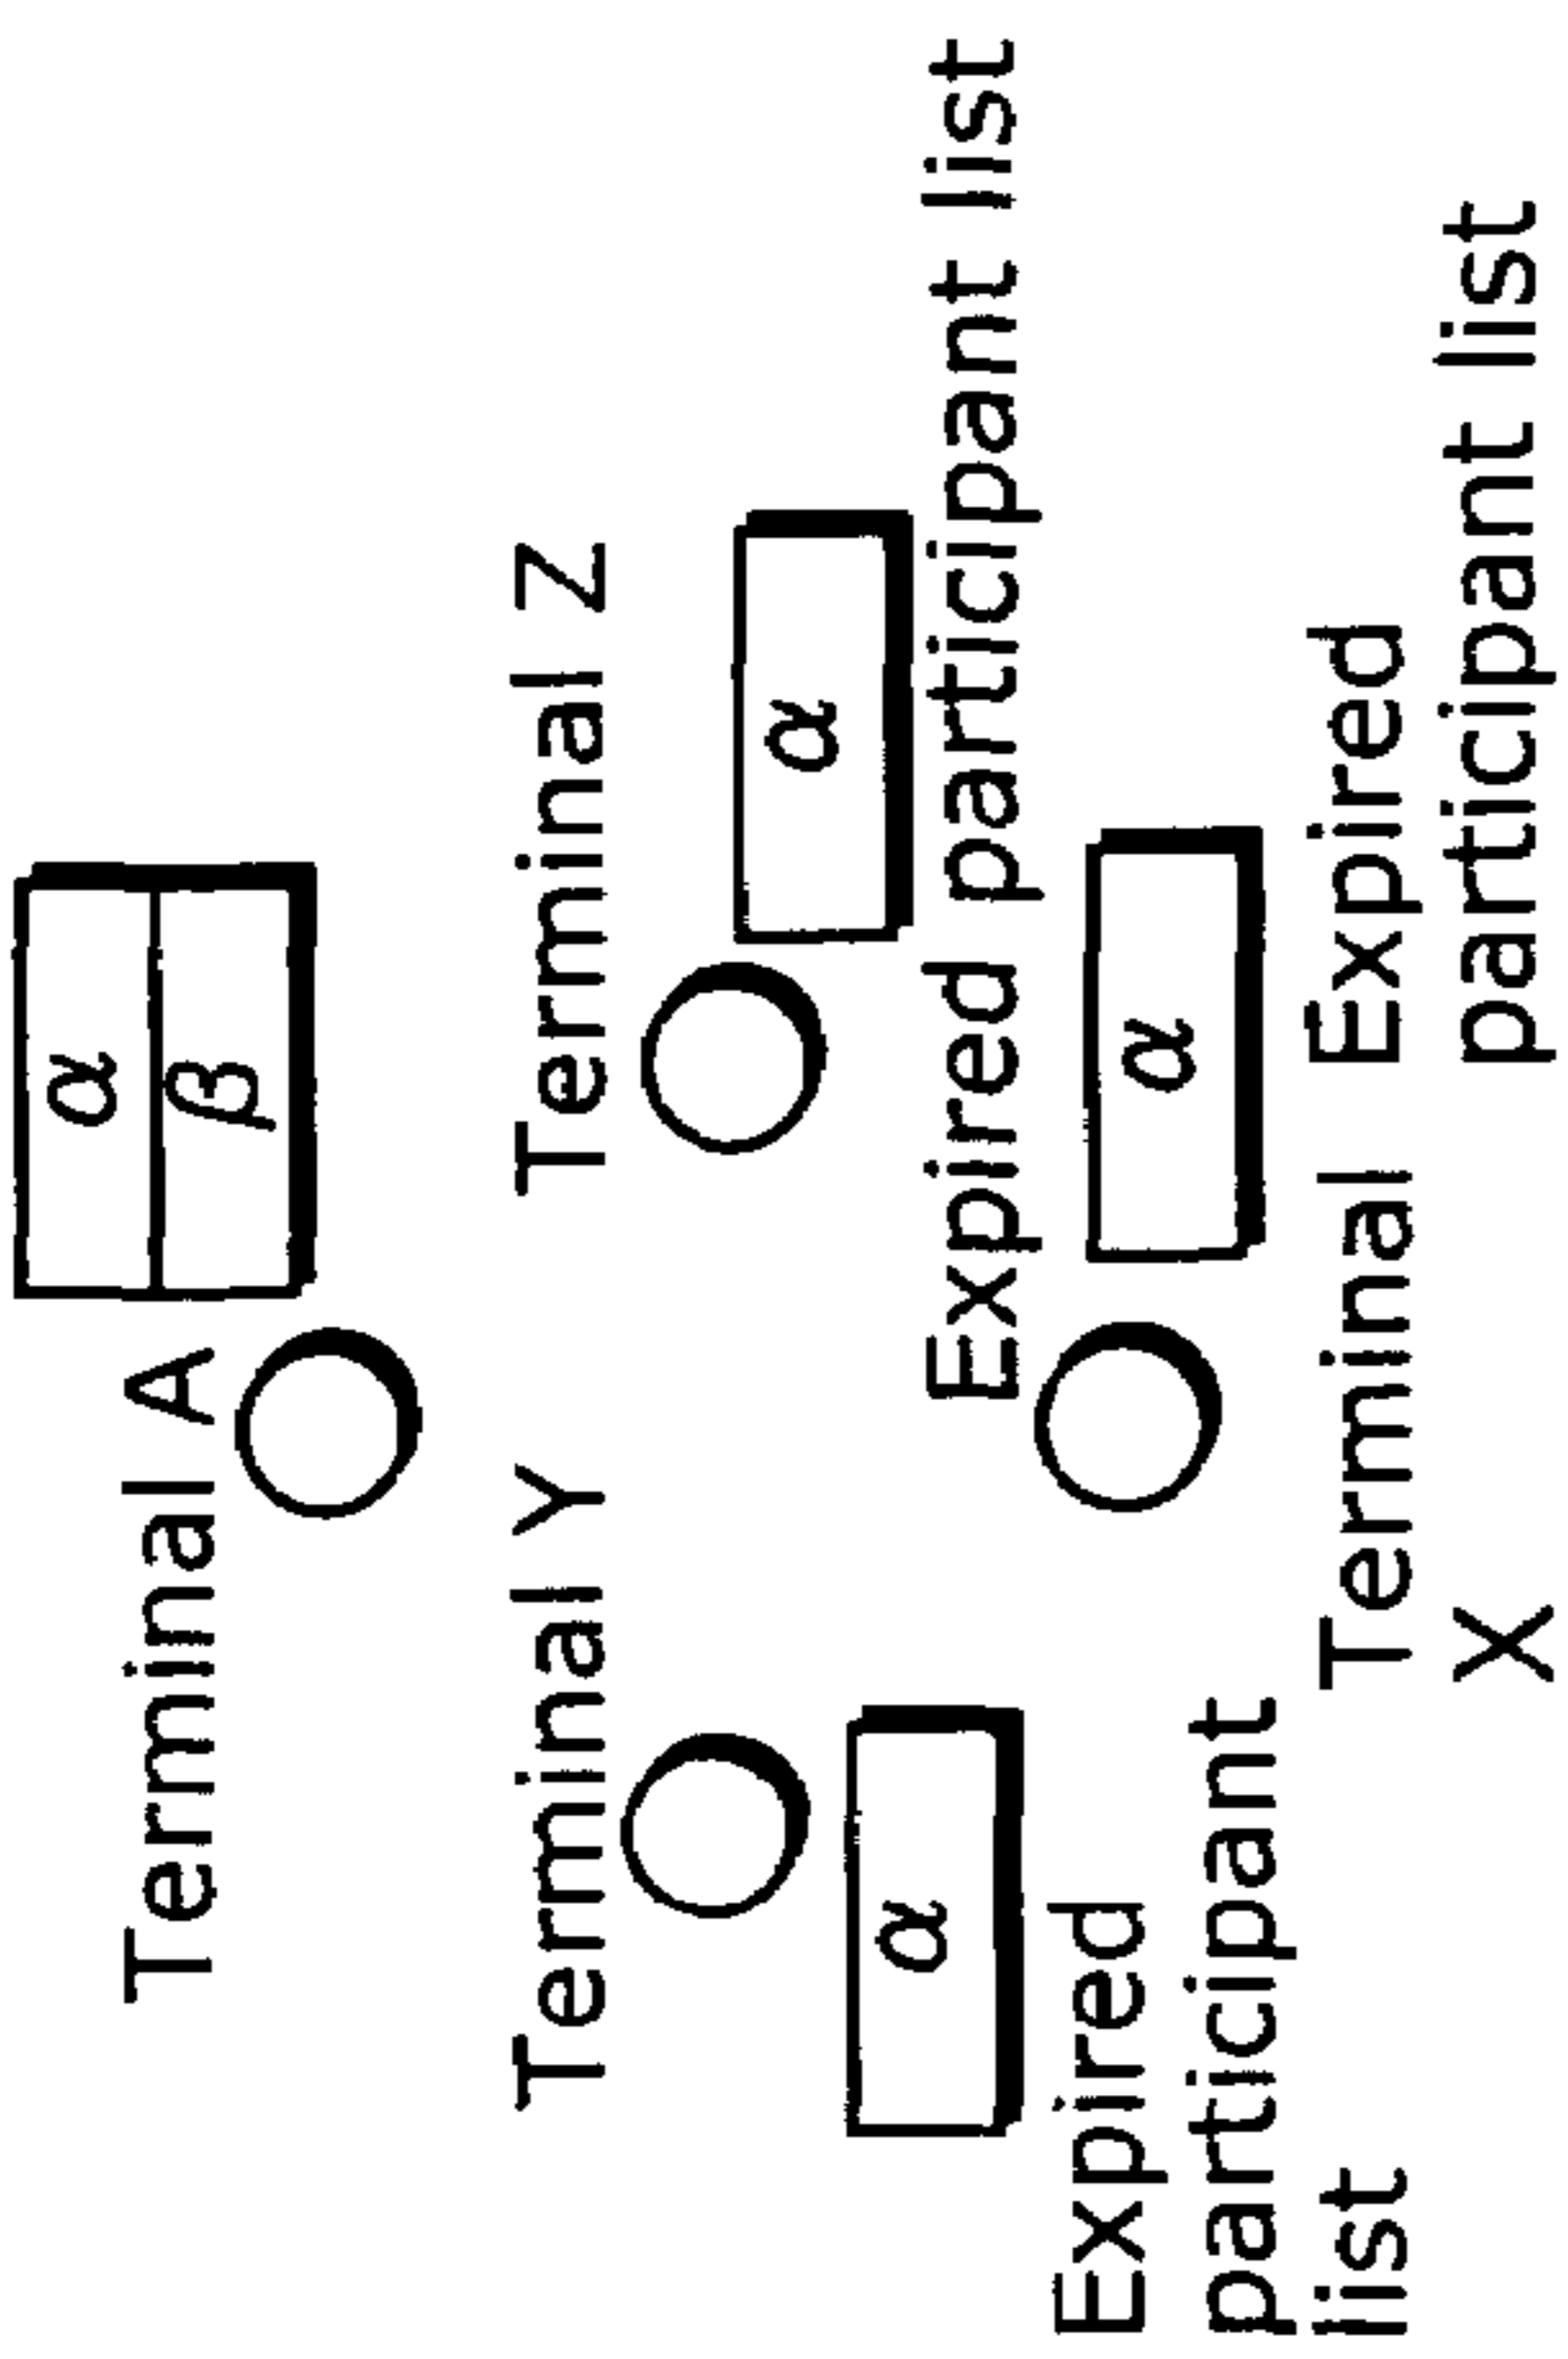 Terminal A
α
β
Terminal Y
Terminal Z
α
α
Expired participant list
Expired
participant
list
α
Terminal
X
Expired
participant list